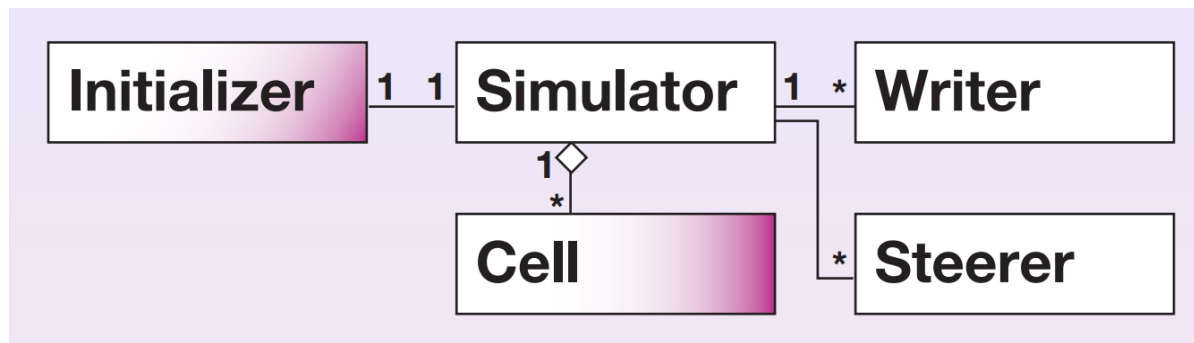 Initializer 1 1 Simulator 1 * Writer
1
*
Cell * Steerer